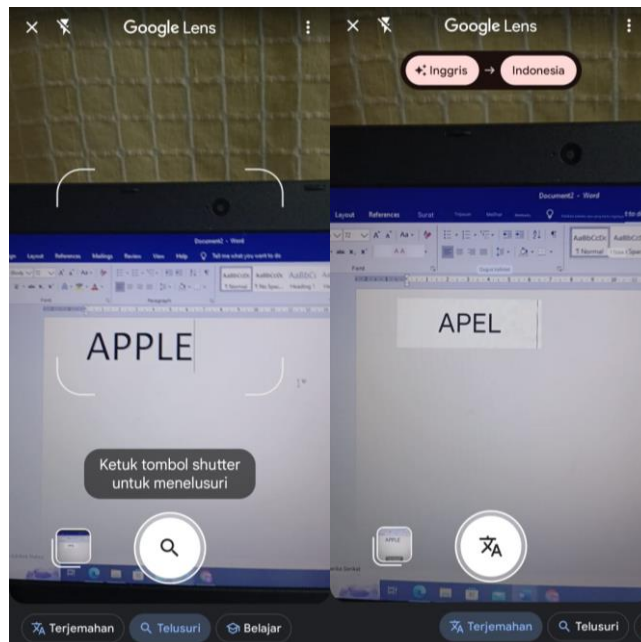 Google Lens
Document2 - Word
Layout References Mailings Review View Help Tell me what you want to do
Paragraph
APPLE
Ketuk tombol shutter
untuk menelusuri
Terjemahan Telusuri Belajar
Google Lens
Inggris → Indonesia
Document2 - Word
Layout References Surat
1 Normal
APEL
APPLE
Terjemahan Telusuri